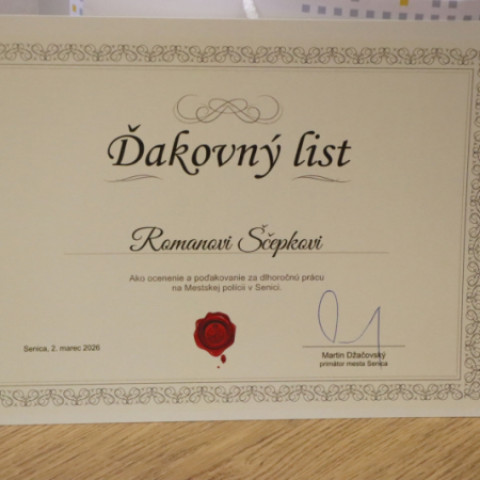 Ďakovný list
Romanovi Ščepkovi
Ako ocenenie a poďakovanie za dlhoročnú prácu
na Mestskej polícii v Senici.
Senica, 2. marec 2026
Martin Džačovský
primátor mesta Senica